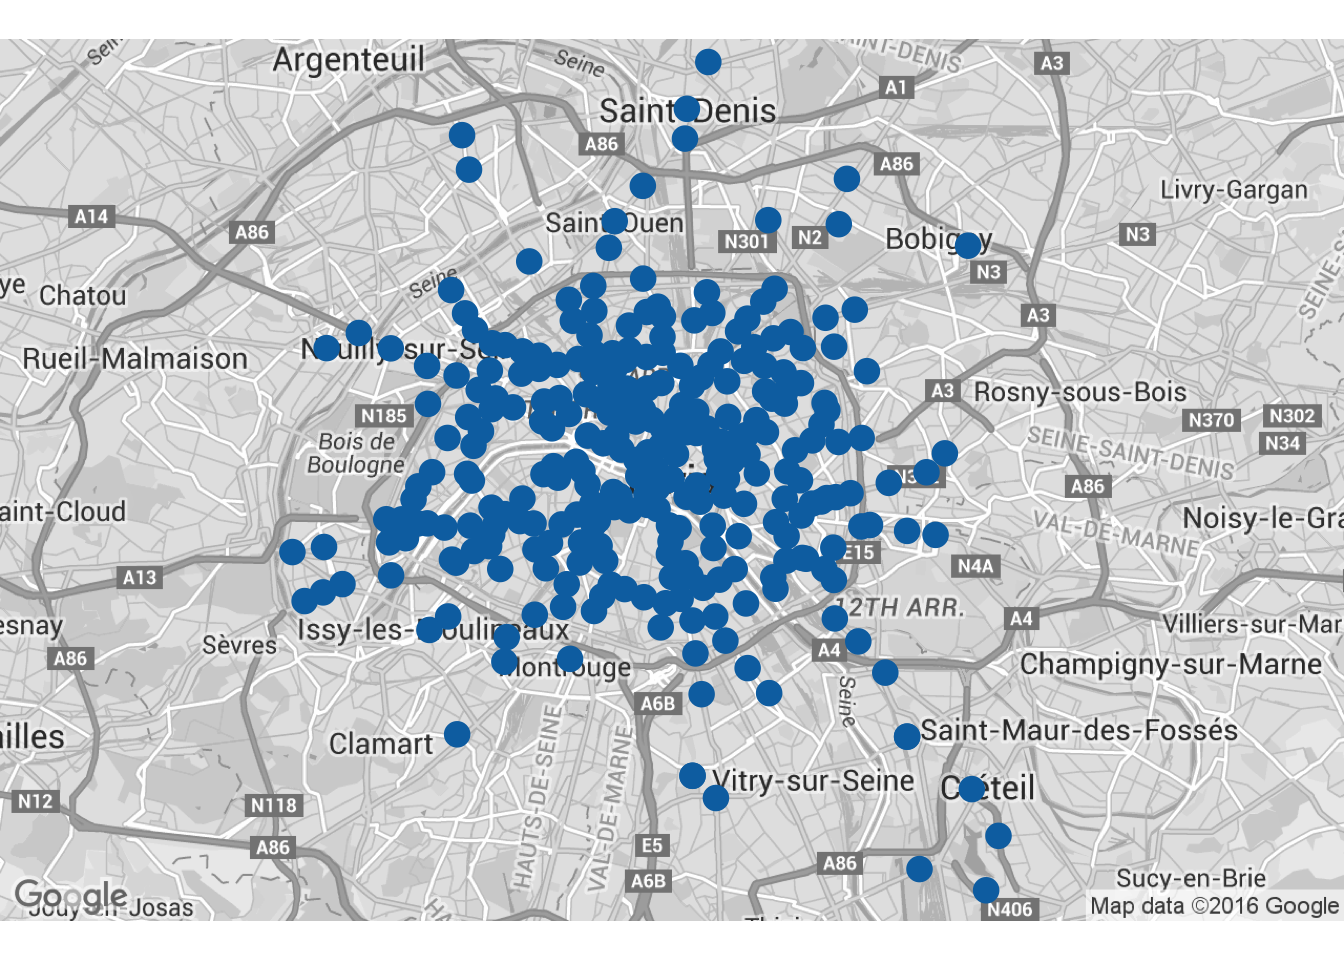 Argenteuil
Seine
A3
A1
Saint-Denis
A86
A86
Livry-Gargan
A14
A86
Saint-Ouen
N301
N2
Bobigny
N3
N3
Seine
Chatou
A3
Rueil-Malmaison
A3
Rosny-sous-Bois
N185
N370
N302
N34
Bois de
Boulogne
SEINE-SAINT-DENIS
A86
aint-Cloud
VAL-DE-MARNE
Noisy-le-Gra
E15
N4A
A13
12TH ARR.
A4
esnay
Sèvres
Issy-les-Moulineaux
Villiers-sur-Mar
A86
A4
Montrouge
Champigny-sur-Marne
Seine
A6B
Clamart
Saint-Maur-des-Fossés
ailles
HAUTS-DE-SEINE
VAL-DE-MARNE
Vitry-sur-Seine
Créteil
N12
N118
A86
E5
A86
A6B
Sucy-en-Brie
Google
Jouy-en-Josas
N406
Map data ©2016 Google